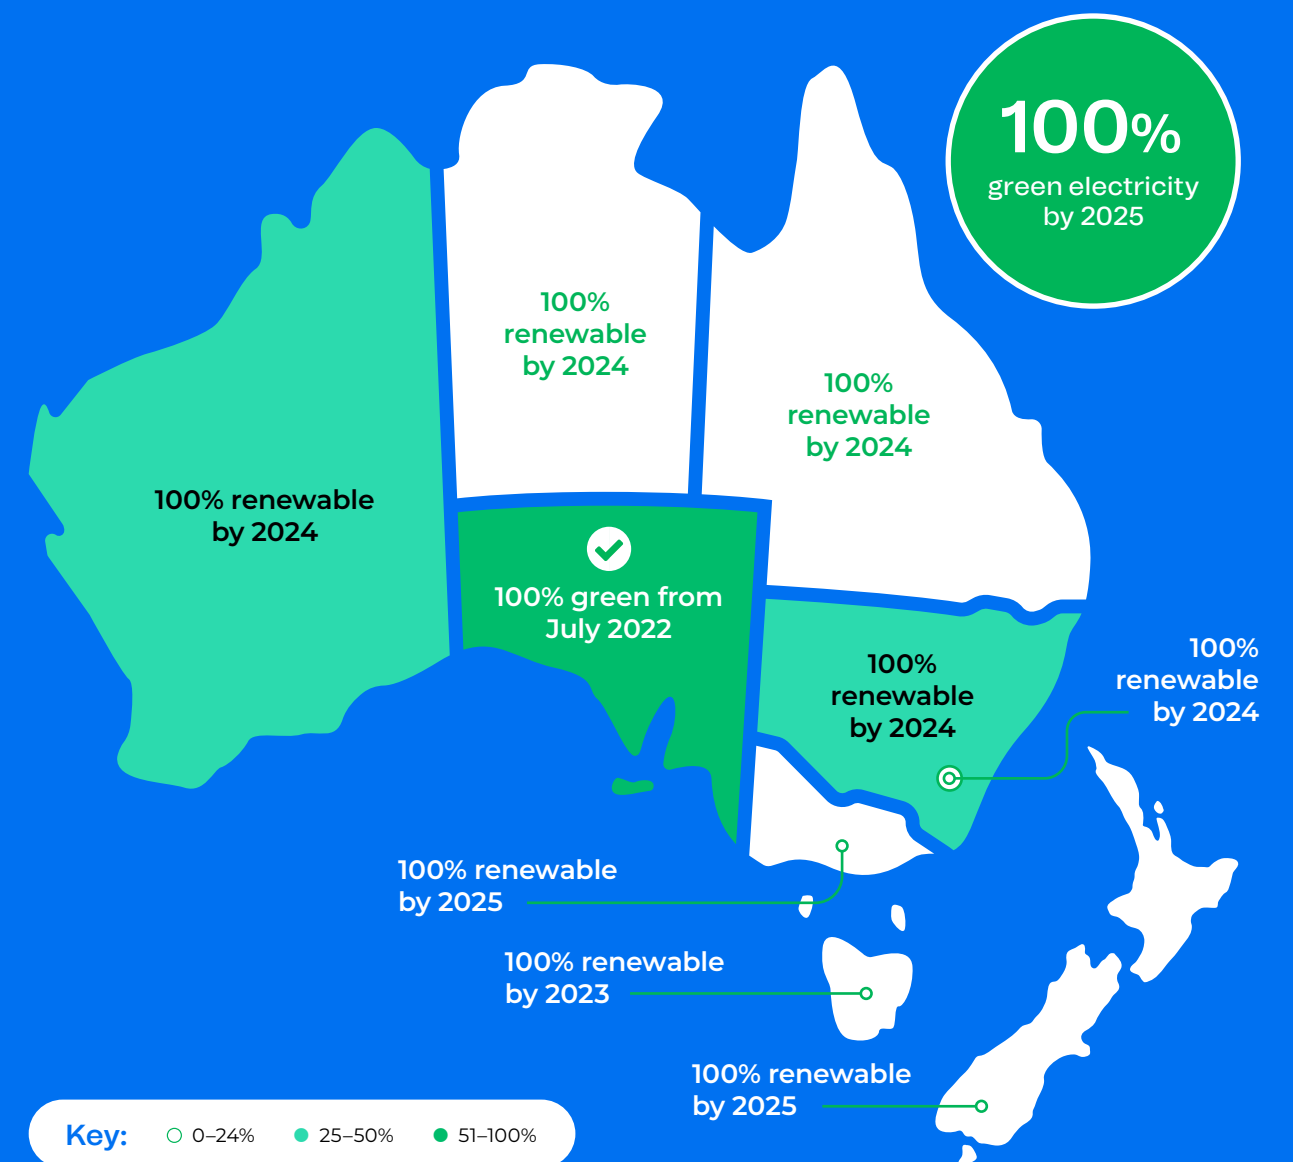 100%
green electricity
by 2025
100%
renewable
by 2024
100%
renewable
by 2024
100% renewable
by 2024
100% green from
July 2022
100%
renewable
by 2024
100%
renewable
by 2024
100% renewable
by 2025
100% renewable
by 2023
100% renewable
by 2025
Key: 0–24% 25–50% 51–100%